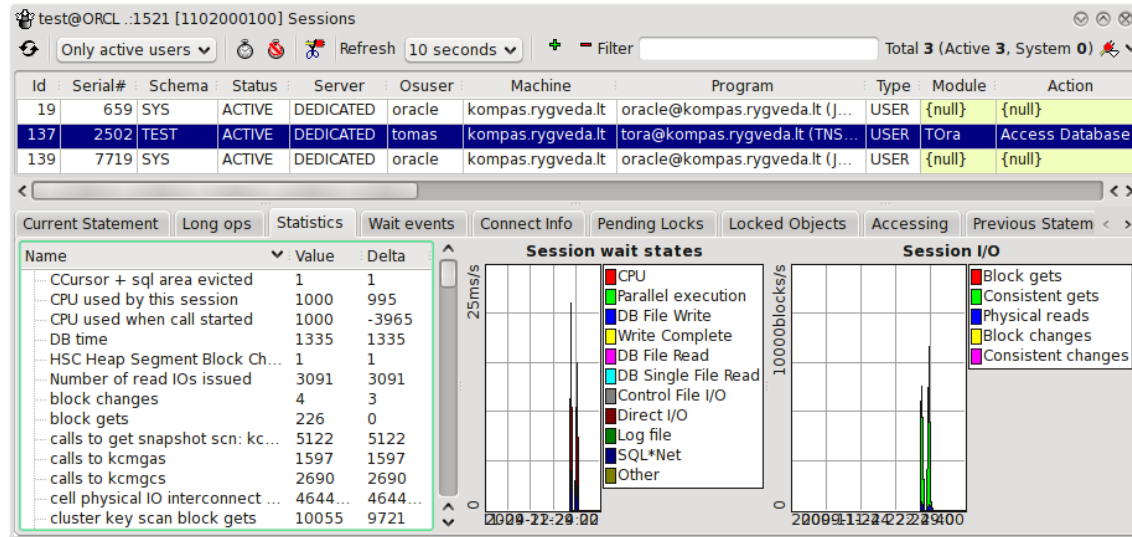 test@ORCL .:1521 [1102000100] Sessions
Only active users Refresh 10 seconds Filter Total 3 (Active 3, System 0)
Id Serial# Schema Status Server Osuser Machine Program Type Module Action
19 659 SYS ACTIVE DEDICATED oracle kompas.rygveda.lt oracle@kompas.rygveda.lt (J... USER {null} {null}
137 2502 TEST ACTIVE DEDICATED tomas kompas.rygveda.lt tora@kompas.rygveda.lt (TNS... USER TOra Access Database
139 7719 SYS ACTIVE DEDICATED oracle kompas.rygveda.lt oracle@kompas.rygveda.lt (J... USER {null} {null}
Current Statement Long ops Statistics Wait events Connect Info Pending Locks Locked Objects Accessing Previous Statem
Name Value Delta
CCursor + sql area evicted 1 1
CPU used by this session 1000 995
CPU used when call started 1000 -3965
DB time 1335 1335
HSC Heap Segment Block Ch... 1 1
Number of read IOs issued 3091 3091
block changes 4 3
block gets 226 0
calls to get snapshot scn: kc... 5122 5122
calls to kcmgas 1597 1597
calls to kcmgcs 2690 2690
cell physical IO interconnect ... 4644... 4644...
cluster key scan block gets 10055 9721
Session wait states
25ms/s
0
CPU
Parallel execution
DB File Write
Write Complete
DB File Read
DB Single File Read
Control File I/O
Direct I/O
Log file
SQL*Net
Other
Session I/O
10000blocks/s
0
Block gets
Consistent gets
Physical reads
Block changes
Consistent changes